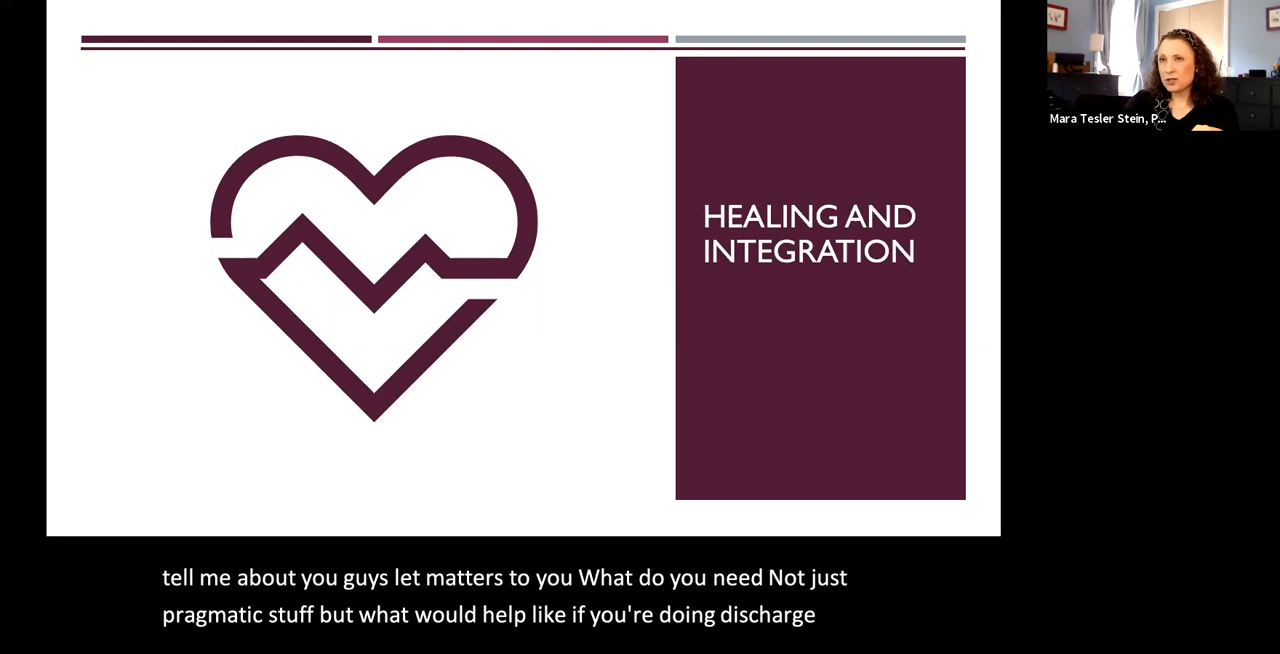 HEALING AND
INTEGRATION
Mara Tesler Stein, P...
tell me about you guys let matters to you What do you need Not just
pragmatic stuff but what would help like if you're doing discharge